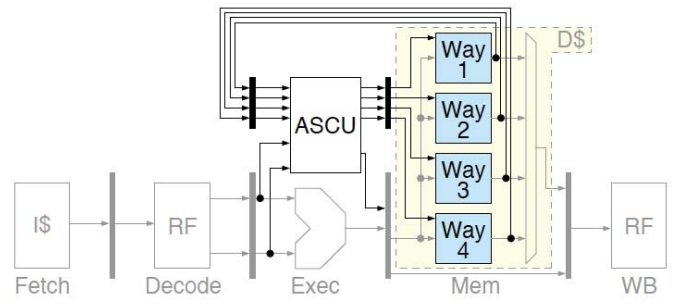 D$
Way
1
ASCU
Way
2
Way
3
I$
RF
Way
4
RF
Fetch
Decode
Exec
Mem
WB